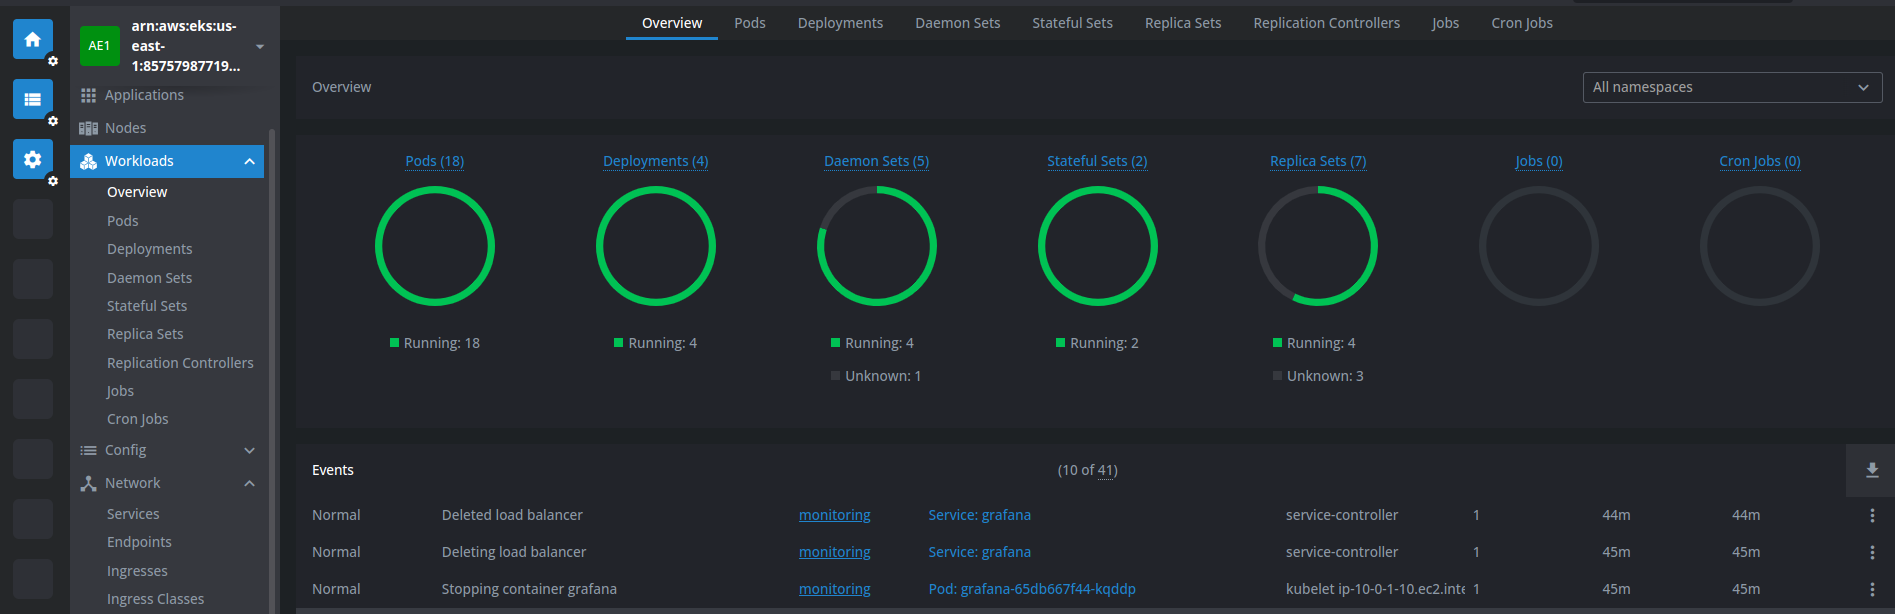 AE1
arn:aws:eks:us-
east-
1:85757987719...
Applications
Nodes
Workloads
Overview
Pods
Deployments
Daemon Sets
Stateful Sets
Replica Sets
Replication Controllers
Jobs
Cron Jobs
Config
Network
Services
Endpoints
Ingresses
Ingress Classes
Overview Pods Deployments Daemon Sets Stateful Sets Replica Sets Replication Controllers Jobs Cron Jobs
Overview All namespaces
Pods (18) Deployments (4) Daemon Sets (5) Stateful Sets (2) Replica Sets (7) Jobs (0) Cron Jobs (0)
Running: 18 Running: 4 Running: 4 Running: 2 Running: 4
Unknown: 1 Unknown: 3
Events (10 of 41)
Normal Deleted load balancer monitoring Service: grafana service-controller 1 44m 44m
Normal Deleting load balancer monitoring Service: grafana service-controller 1 45m 45m
Normal Stopping container grafana monitoring Pod: grafana-65db667f44-kqddp kubelet ip-10-0-1-10.ec2.inte 1 45m 45m